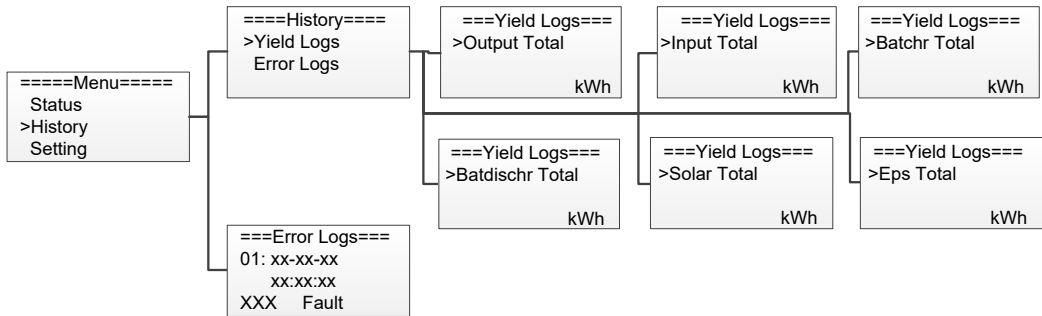 =====Menu=====
Status
>History
Setting
====History====
>Yield Logs
Error Logs
===Yield Logs===
>Output Total
kWh
===Yield Logs===
>Input Total
kWh
===Yield Logs===
>Batchr Total
kWh
===Yield Logs===
>Batdischr Total
kWh
===Yield Logs===
>Solar Total
kWh
===Yield Logs===
>Eps Total
kWh
===Error Logs===
01: xx-xx-xx
xx:xx:xx
XXX Fault